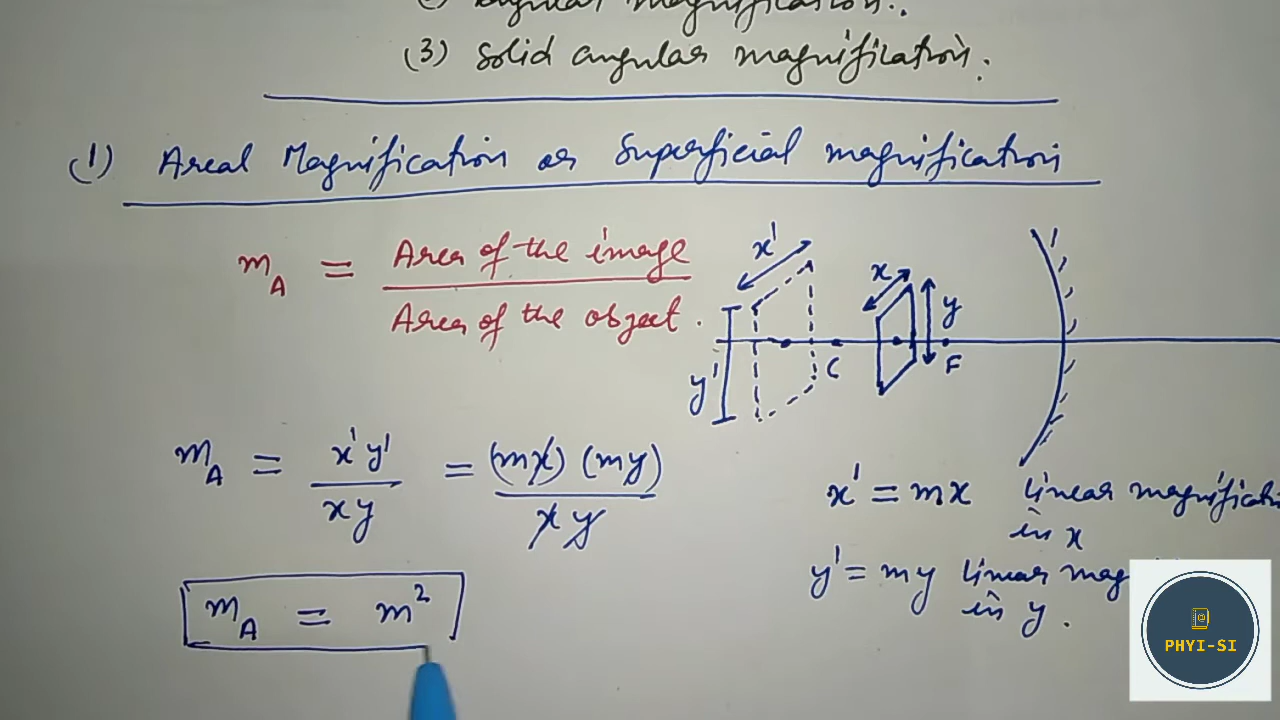 magnification.
(3) Solid angular magnification.
(1) Areal Magnification or Superficial magnification
m_A = Area of the image / Area of the object.
x'
x
y
y'
C
F
m_A = x'y' / xy = (mx) (my) / xy
x' = mx linear magnificati
in x
y' = my linear mag
in y.
m_A = m²
PHYI-SI